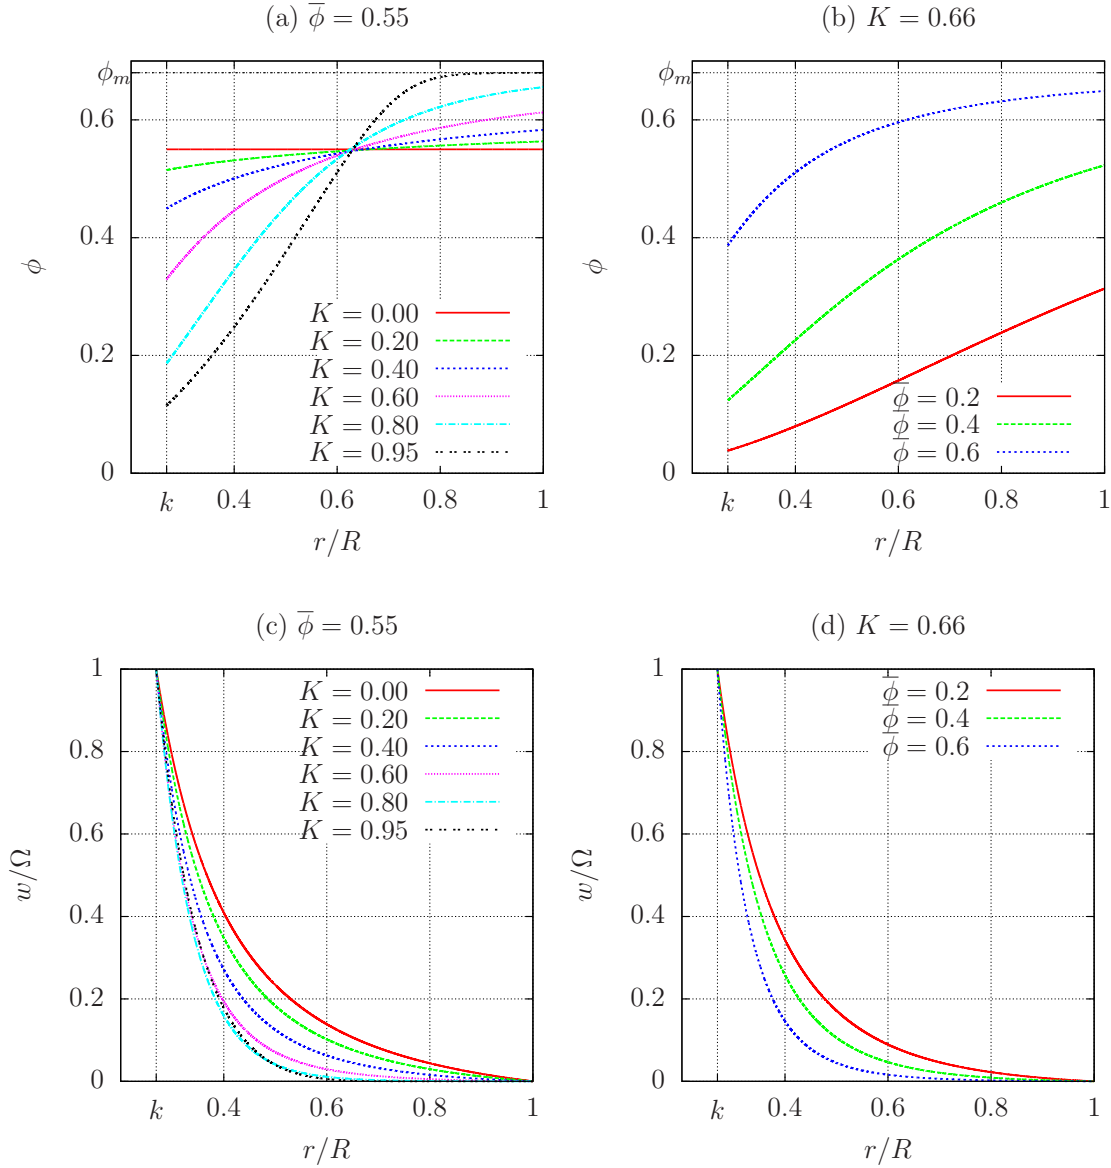 (a) ϕ̅ = 0.55
ϕₘ
0.6
0.4
0.2
0
ϕ
K = 0.00
K = 0.20
K = 0.40
K = 0.60
K = 0.80
K = 0.95
k 0.4 0.6 0.8 1
r/R
(b) K = 0.66
ϕₘ
0.6
0.4
0.2
0
ϕ
ϕ̅ = 0.2
ϕ̅ = 0.4
ϕ̅ = 0.6
k 0.4 0.6 0.8 1
r/R
(c) ϕ̅ = 0.55
1
0.8
0.6
0.4
0.2
0
w/Ω
K = 0.00
K = 0.20
K = 0.40
K = 0.60
K = 0.80
K = 0.95
k 0.4 0.6 0.8 1
r/R
(d) K = 0.66
1
0.8
0.6
0.4
0.2
0
w/Ω
ϕ̅ = 0.2
ϕ̅ = 0.4
ϕ̅ = 0.6
k 0.4 0.6 0.8 1
r/R